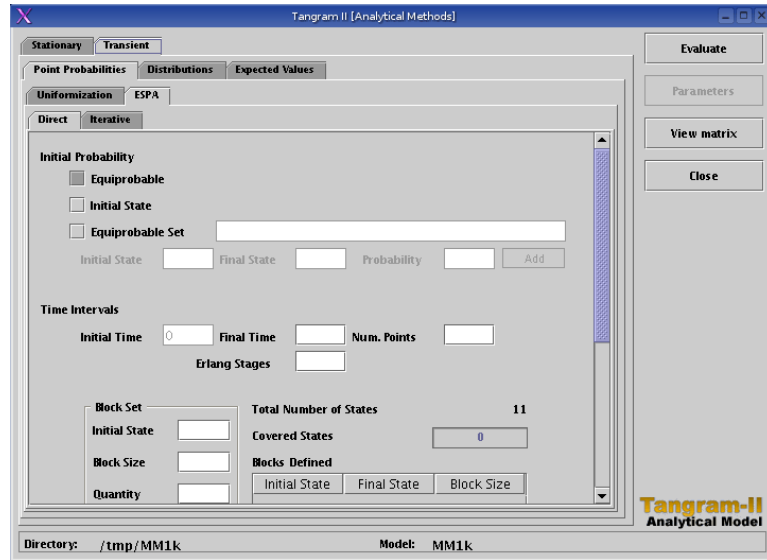 Tangram II [Analytical Methods]
Stationary Transient
Evaluate
Point Probabilities Distributions Expected Values
Uniformization ESPA
Parameters
Direct Iterative
View matrix
Initial Probability
Equiprobable
Close
Initial State
Equiprobable Set
Initial State Final State Probability Add
Time Intervals
Initial Time 0 Final Time Num. Points
Erlang Stages
Block Set Total Number of States 11
Initial State Covered States 0
Block Size Blocks Defined
Initial State Final State Block Size
Quantity
Tangram-II
Analytical Model
Directory: /tmp/MM1k Model: MM1k